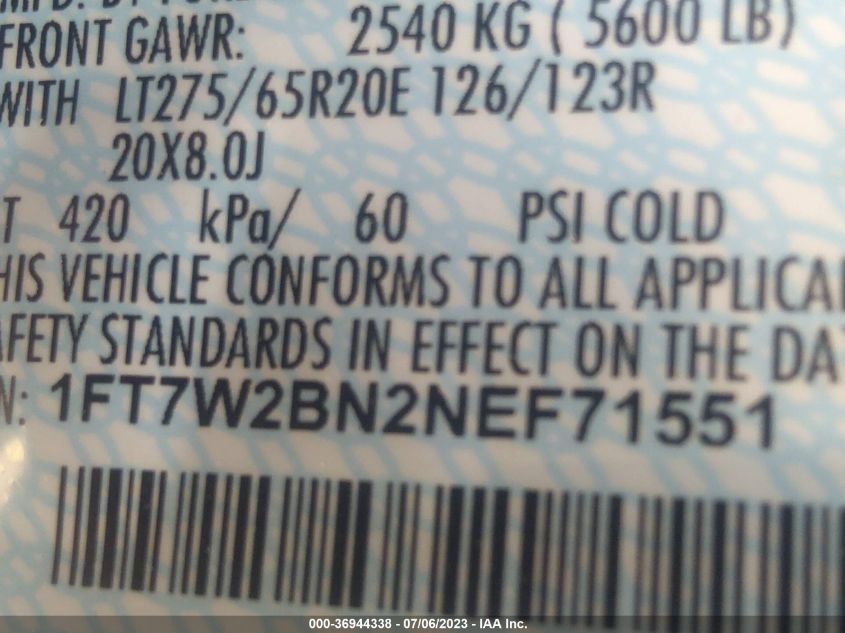 FRONT GAWR: 2540 KG ( 5600 LB)
WITH LT275/65R20E 126/123R
20X8.0J
T 420 kPa/ 60 PSI COLD
HIS VEHICLE CONFORMS TO ALL APPLICA
AFETY STANDARDS IN EFFECT ON THE DA
N: 1FT7W2BN2NEF71551
000-36944338 - 07/06/2023 - IAA Inc.